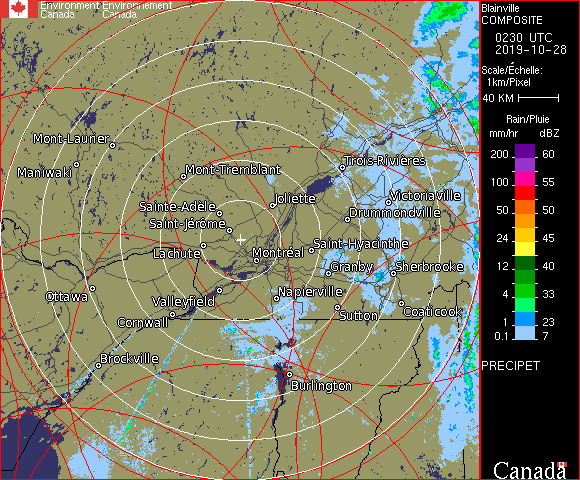 Environment Environnement
Canada Canada
Blainville
COMPOSITE
0230 UTC
2019-10-28
Scale/Échelle:
1km/Pixel
40 KM
Rain/Pluie
mm/hr dBZ
200 60
100 55
50 50
24 45
12 40
4 33
1 23
0.1 7
PRECIPET
Mont-Laurier
Maniwaki
Mont-Tremblant
Trois-Rivières
Sainte-Adèle
Joliette
Victoriaville
Drummondville
Saint-Jérôme
Lachute
Montréal
Saint-Hyacinthe
Granby
Sherbrooke
Ottawa
Valleyfield
Napierville
Cornwall
Sutton
Coaticook
Brockville
Burlington
Canada